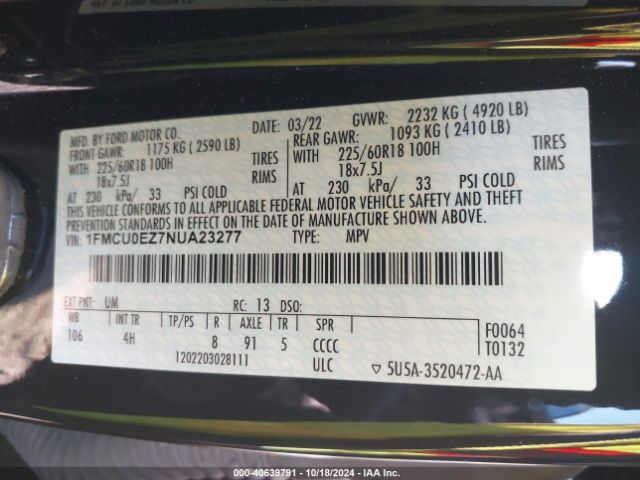 MFD. BY FORD MOTOR CO.
DATE: 03/22 GVWR: 2232 KG ( 4920 LB)
FRONT GAWR: 1175 KG ( 2590 LB) REAR GAWR: 1093 KG ( 2410 LB)
WITH 225/60R18 100H TIRES WITH 225/60R18 100H TIRES
18x7.5J RIMS 18x7.5J RIMS
AT 230 kPa/ 33 PSI COLD AT 230 kPa/ 33 PSI COLD
THIS VEHICLE CONFORMS TO ALL APPLICABLE FEDERAL MOTOR VEHICLE SAFETY AND THEFT
PREVENTION STANDARDS IN EFFECT ON THE DATE OF MANUFACTURE SHOWN ABOVE.
VIN: 1FMCU0EZ7NUA23277 TYPE: MPV
EXT PNT: UM RC: 13 DSO:
WB INT TR TP/PS R AXLE TR SPR F0064
106 4H 8 91 5 CCCC T0132
1202203028111 ULC 5U5A-3520472-AA
000-40639791 - 10/18/2024 - IAA Inc.